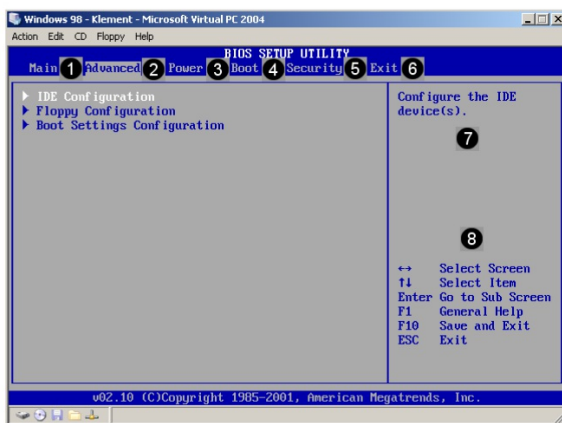 Windows 98 - Klement - Microsoft Virtual PC 2004
Action Edit CD Floppy Help
BIOS SETUP UTILITY
Main 1 Advanced 2 Power 3 Boot 4 Security 5 Exit 6
IDE Configuration
Floppy Configuration
Boot Settings Configuration
Configure the IDE
device(s).
7
8
↔ Select Screen
↑↓ Select Item
Enter Go to Sub Screen
F1 General Help
F10 Save and Exit
ESC Exit
v02.10 (C)Copyright 1985-2001, American Megatrends, Inc.